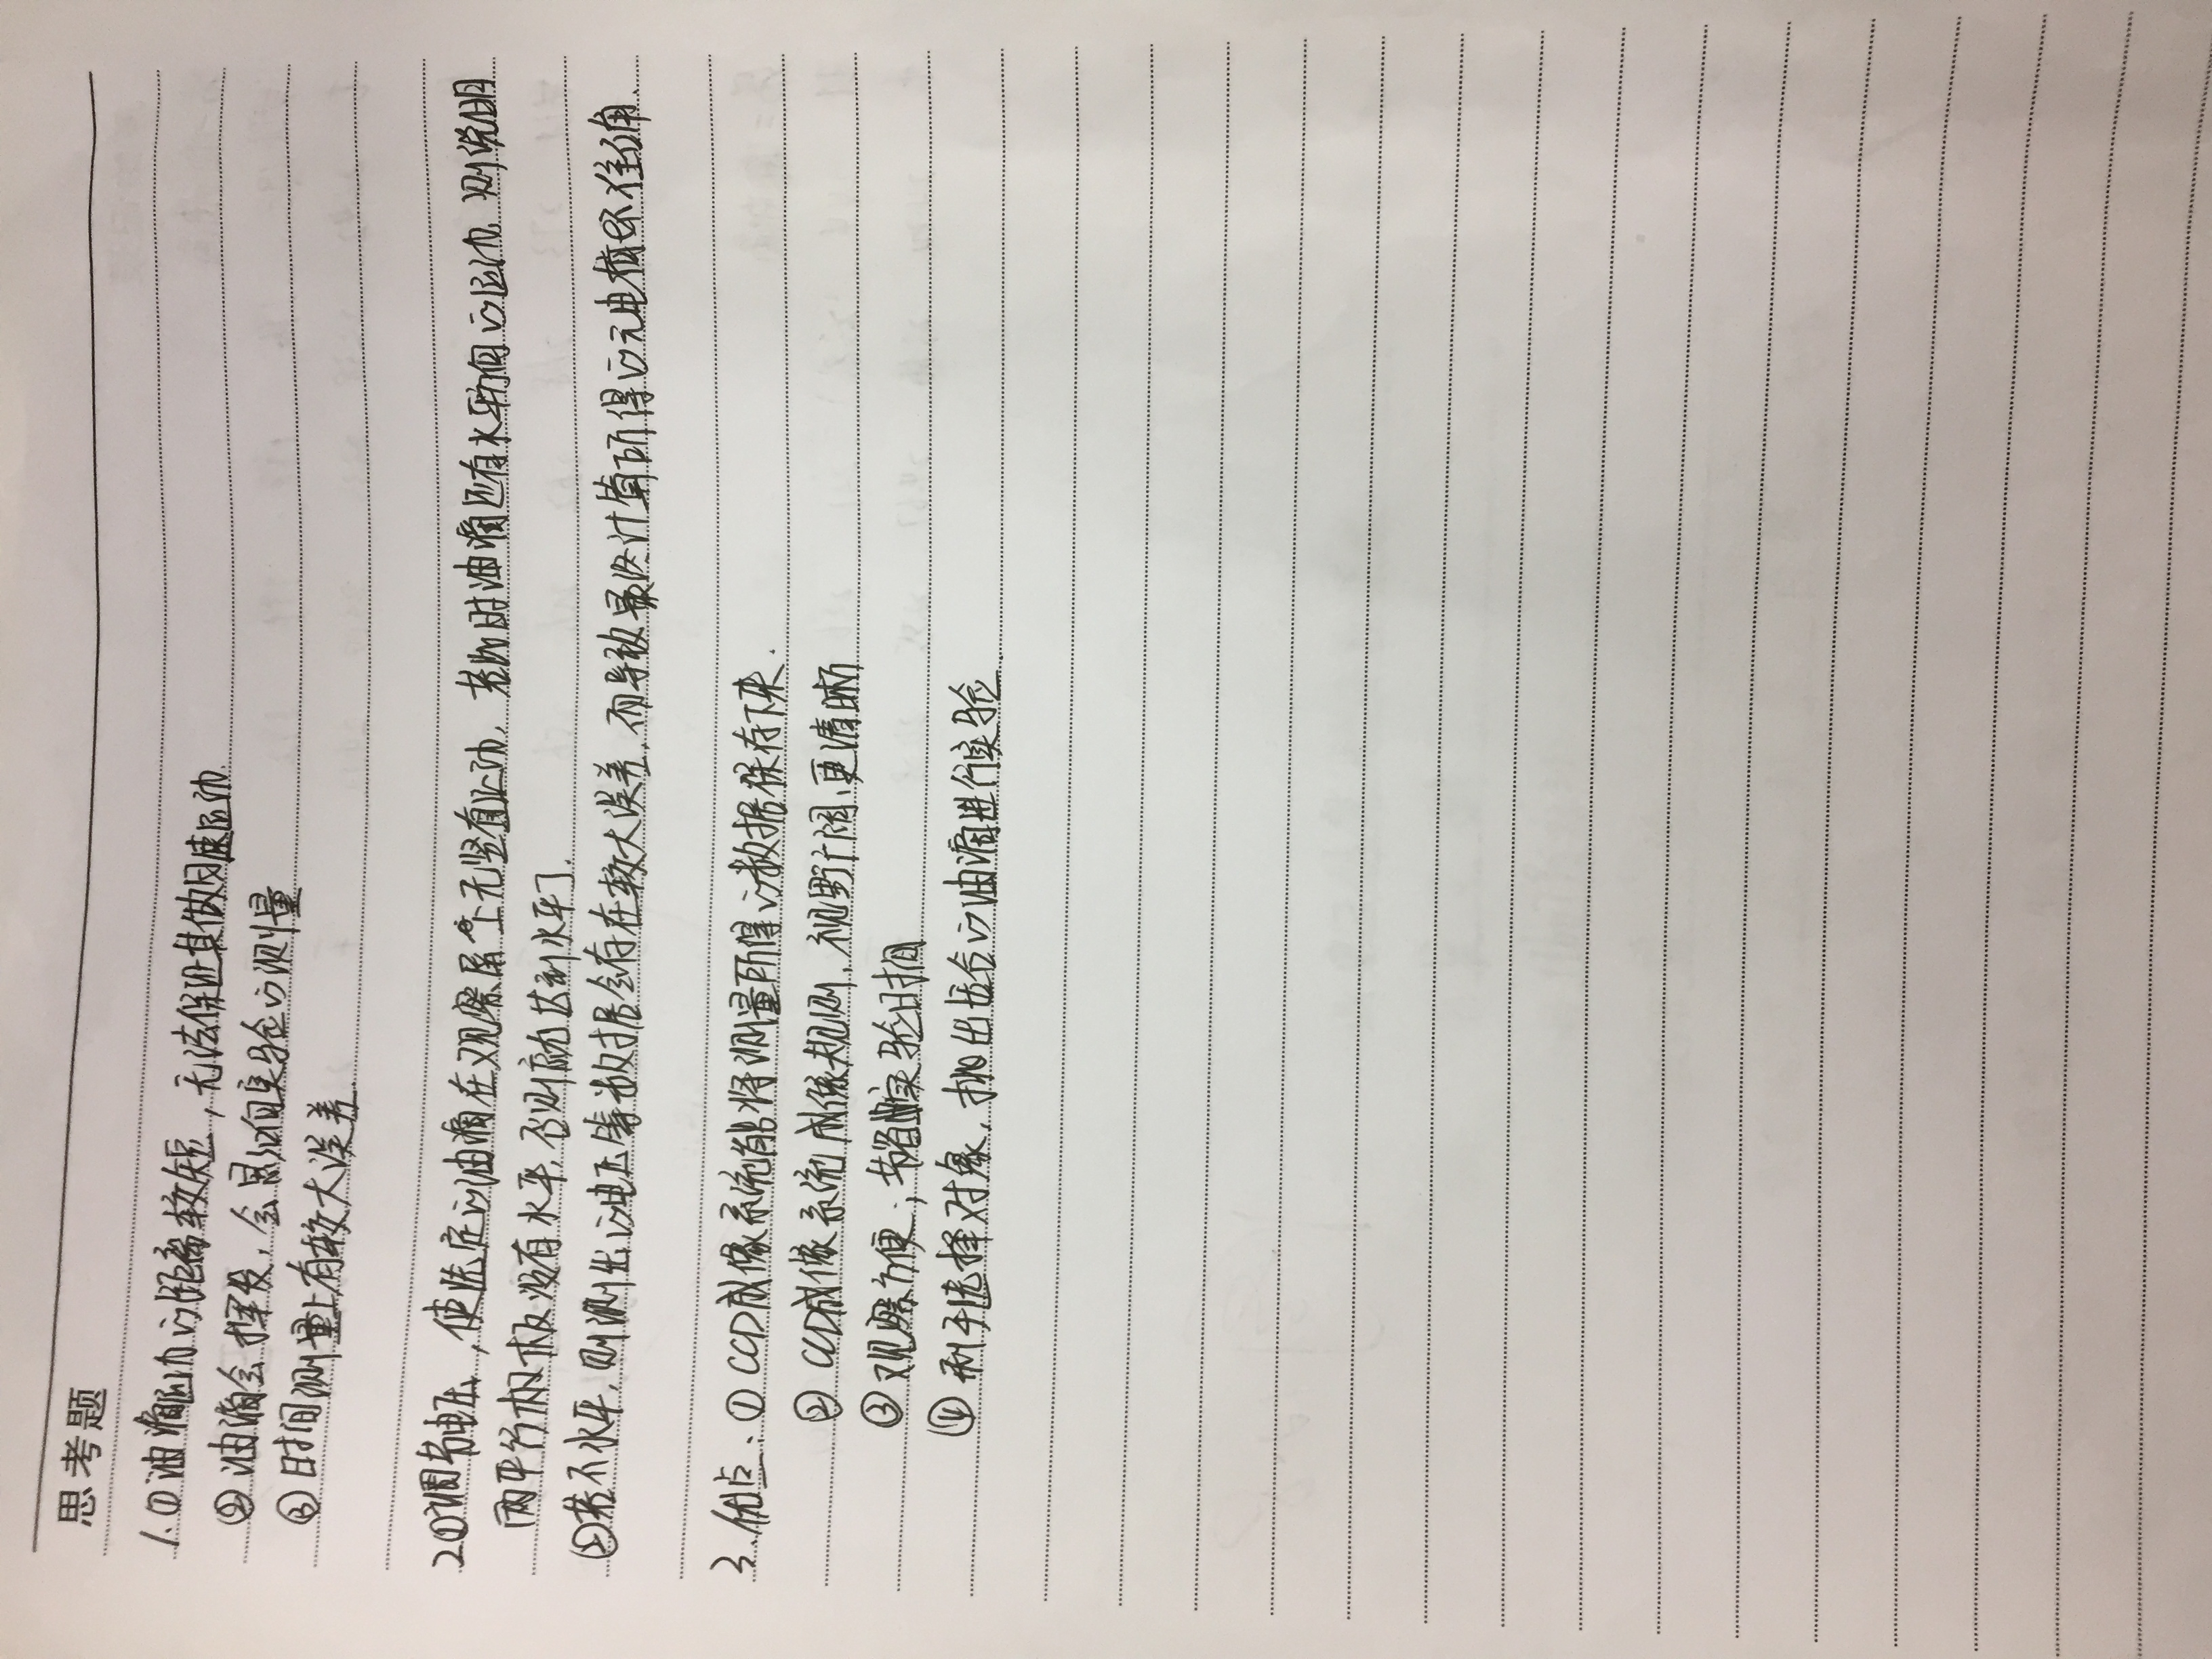 思考题
1.①油滴运动的距离较短,无法保证其做匀速运动.
②油滴会挥发,会影响实验的测量
③时间测量上有较大误差.
2①调节电压,使选定的油滴在观察屏上无竖直运动,若此时油滴还有水平方向的运动,则说明
两平行极板没有水平,否则应为达到水平了.
②若不水平,则测出的电压等数据会存在较大误差,而导致最终计算所得的元电荷不准确.
3.优点:①CCD成像系统能将测量所得的数据保存下来.
②CCD成像系统成像规则,视野广阔,更清晰
③观察方便;节省实验时间
④利于选择对象,挑出适合的油滴进行实验.